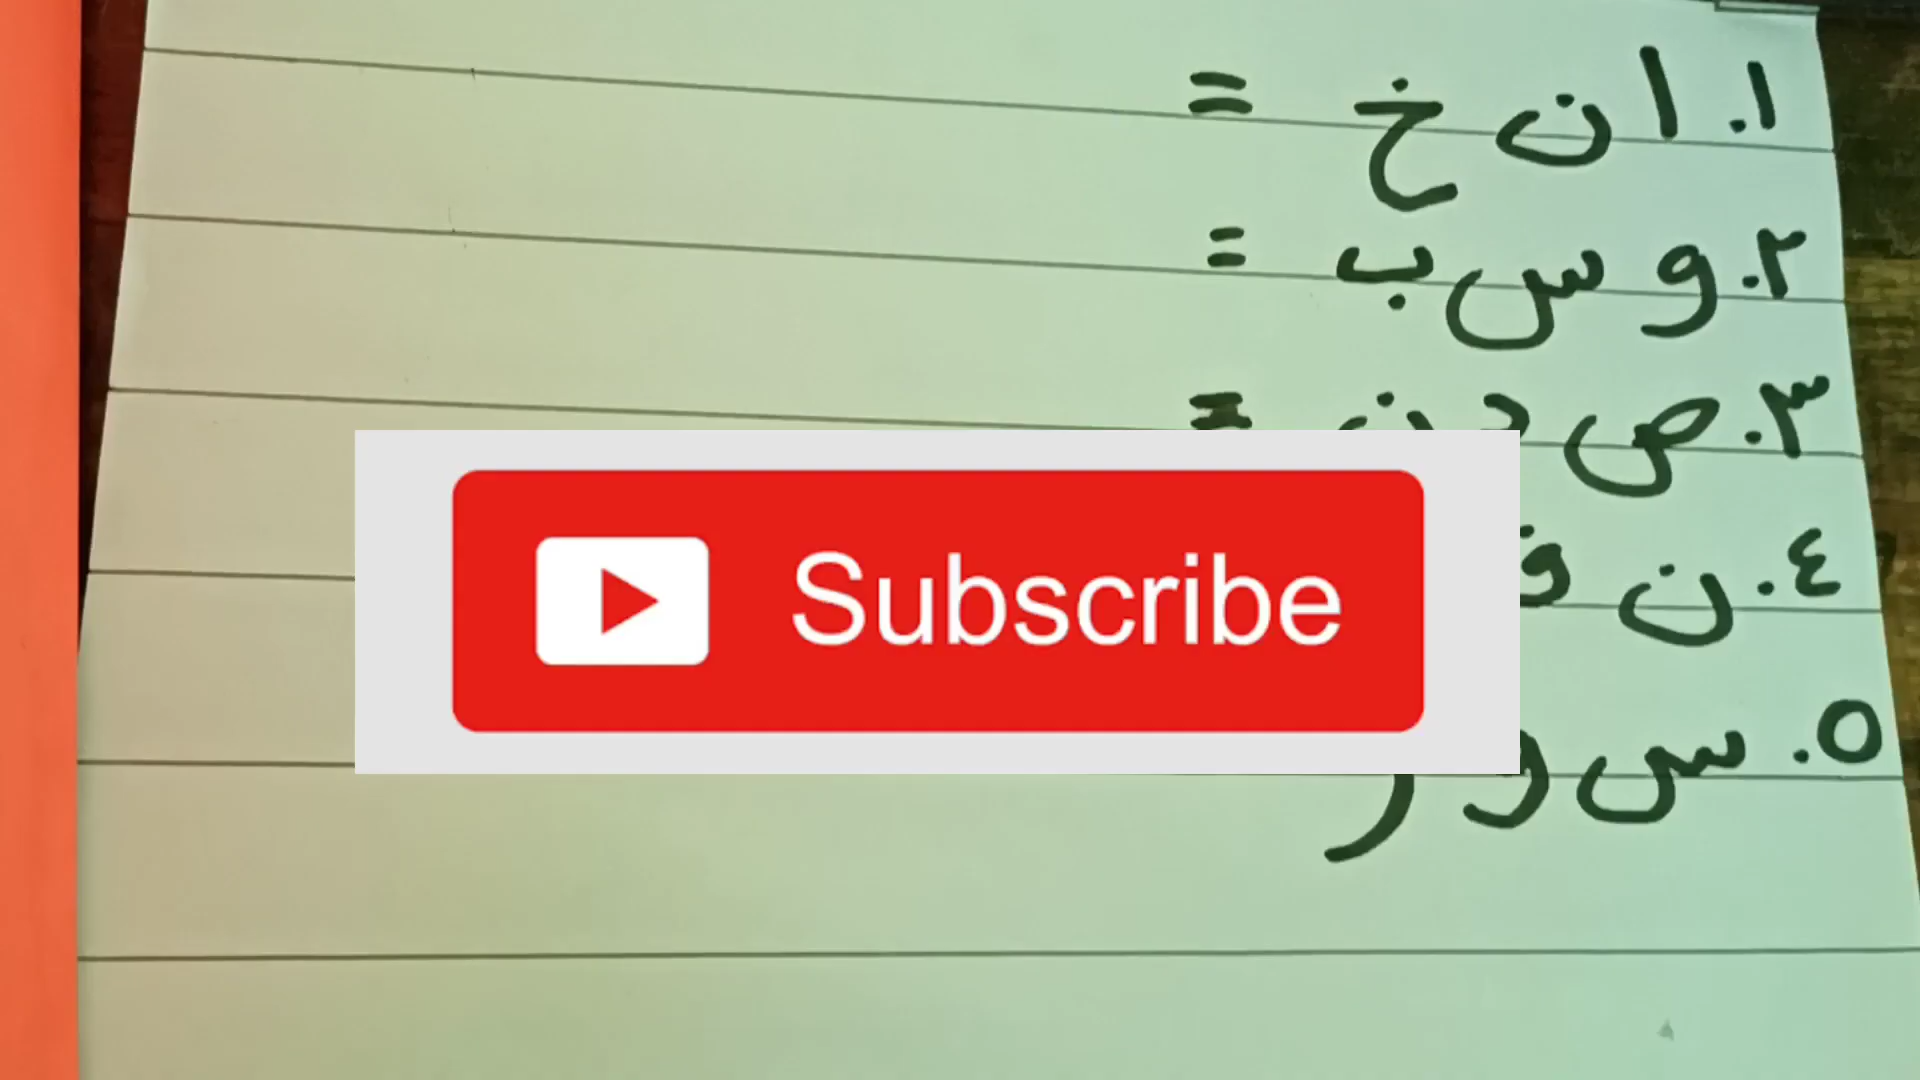 ١. ا ن خ =
٢. و س ب =
٣. ص د ن =
٤. ن
Subscribe
٥. س و ر